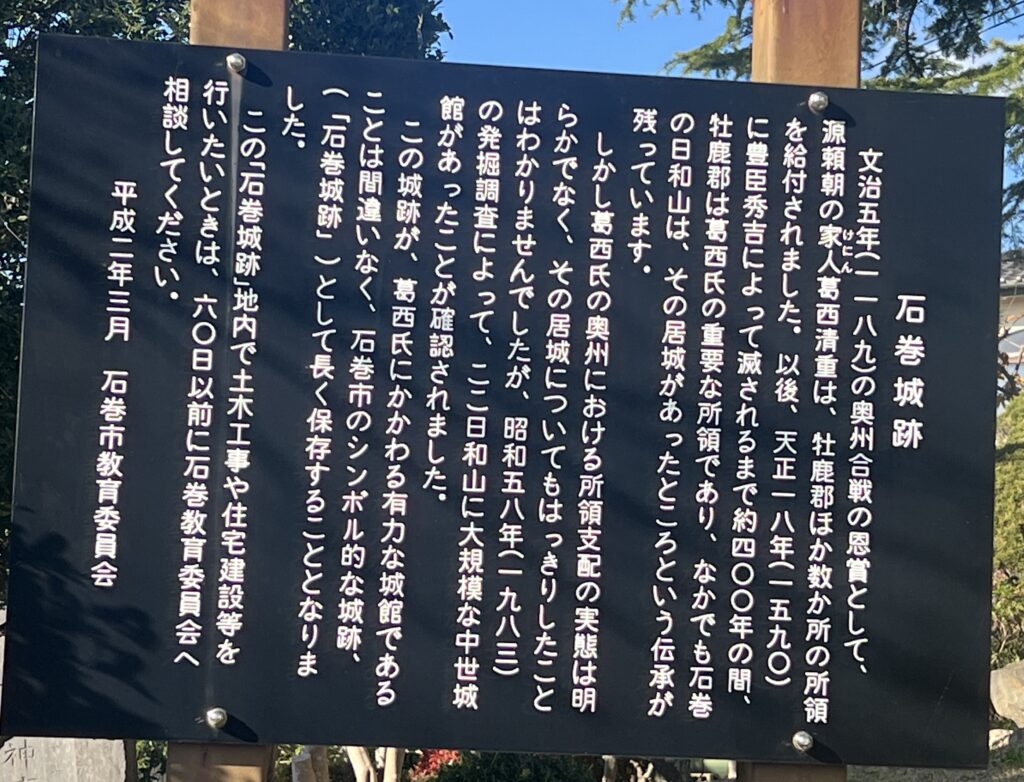 石巻城跡
文治五年(一一八九)の奥州合戦の恩賞として、
源頼朝の家人葛西清重は、牡鹿郡ほか数か所の所領
けにん
を給付されました。以後、天正一八年(一五九〇)
に豊臣秀吉によって滅されるまで約四〇〇年の間、
牡鹿郡は葛西氏の重要な所領であり、なかでも石巻
の日和山は、その居城があったところという伝承が
残っています。
しかし葛西氏の奥州における所領支配の実態は明
らかでなく、その居城についてもはっきりしたこと
はわかりませんでしたが、昭和五八年(一九八三)
の発掘調査によって、ここ日和山に大規模な中世城
館があったことが確認されました。
この城跡が、葛西氏にかかわる有力な城館である
ことは間違いなく、石巻市のシンボル的な城跡、
(「石巻城跡」)として長く保存することとなりま
した。
この「石巻城跡」地内で土木工事や住宅建設等を
行いたいときは、六〇日以前に石巻教育委員会へ
相談してください。
平成二年三月 石巻市教育委員会
神